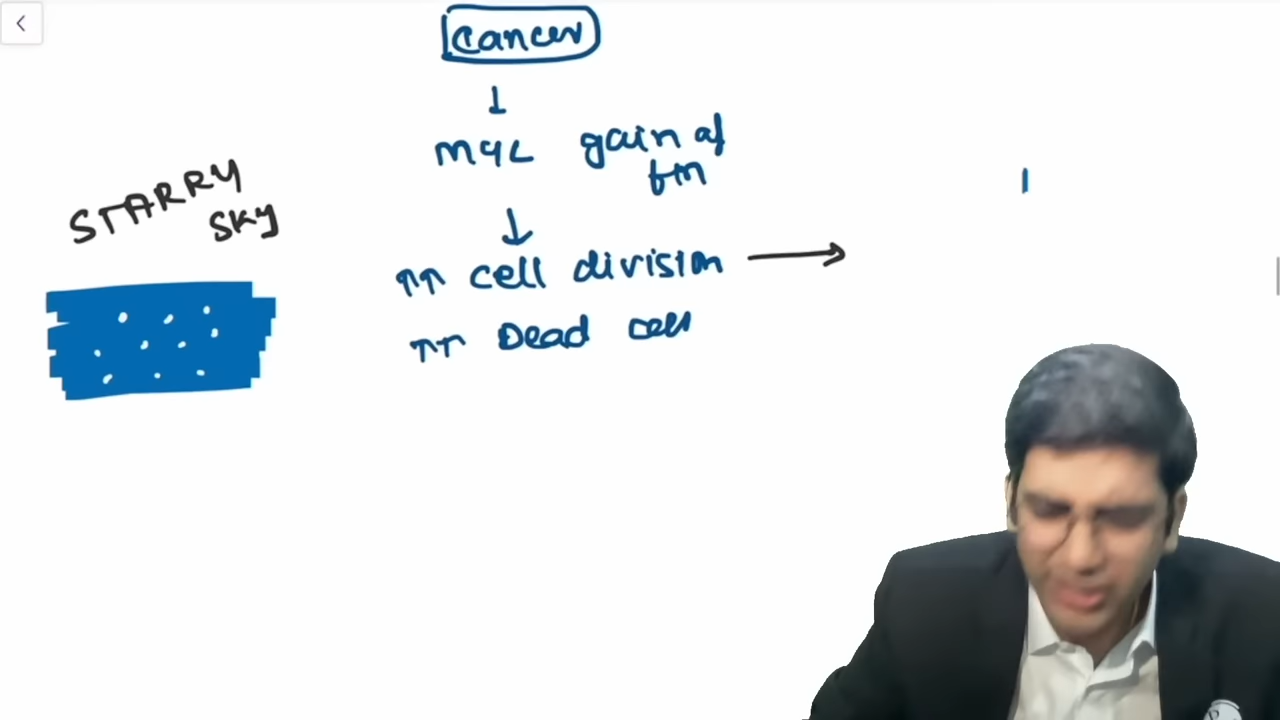 Cancer
↓
MYC gain of
fn
↓
↑↑ cell division →
↑↑ Dead cell
STARRY
SKY